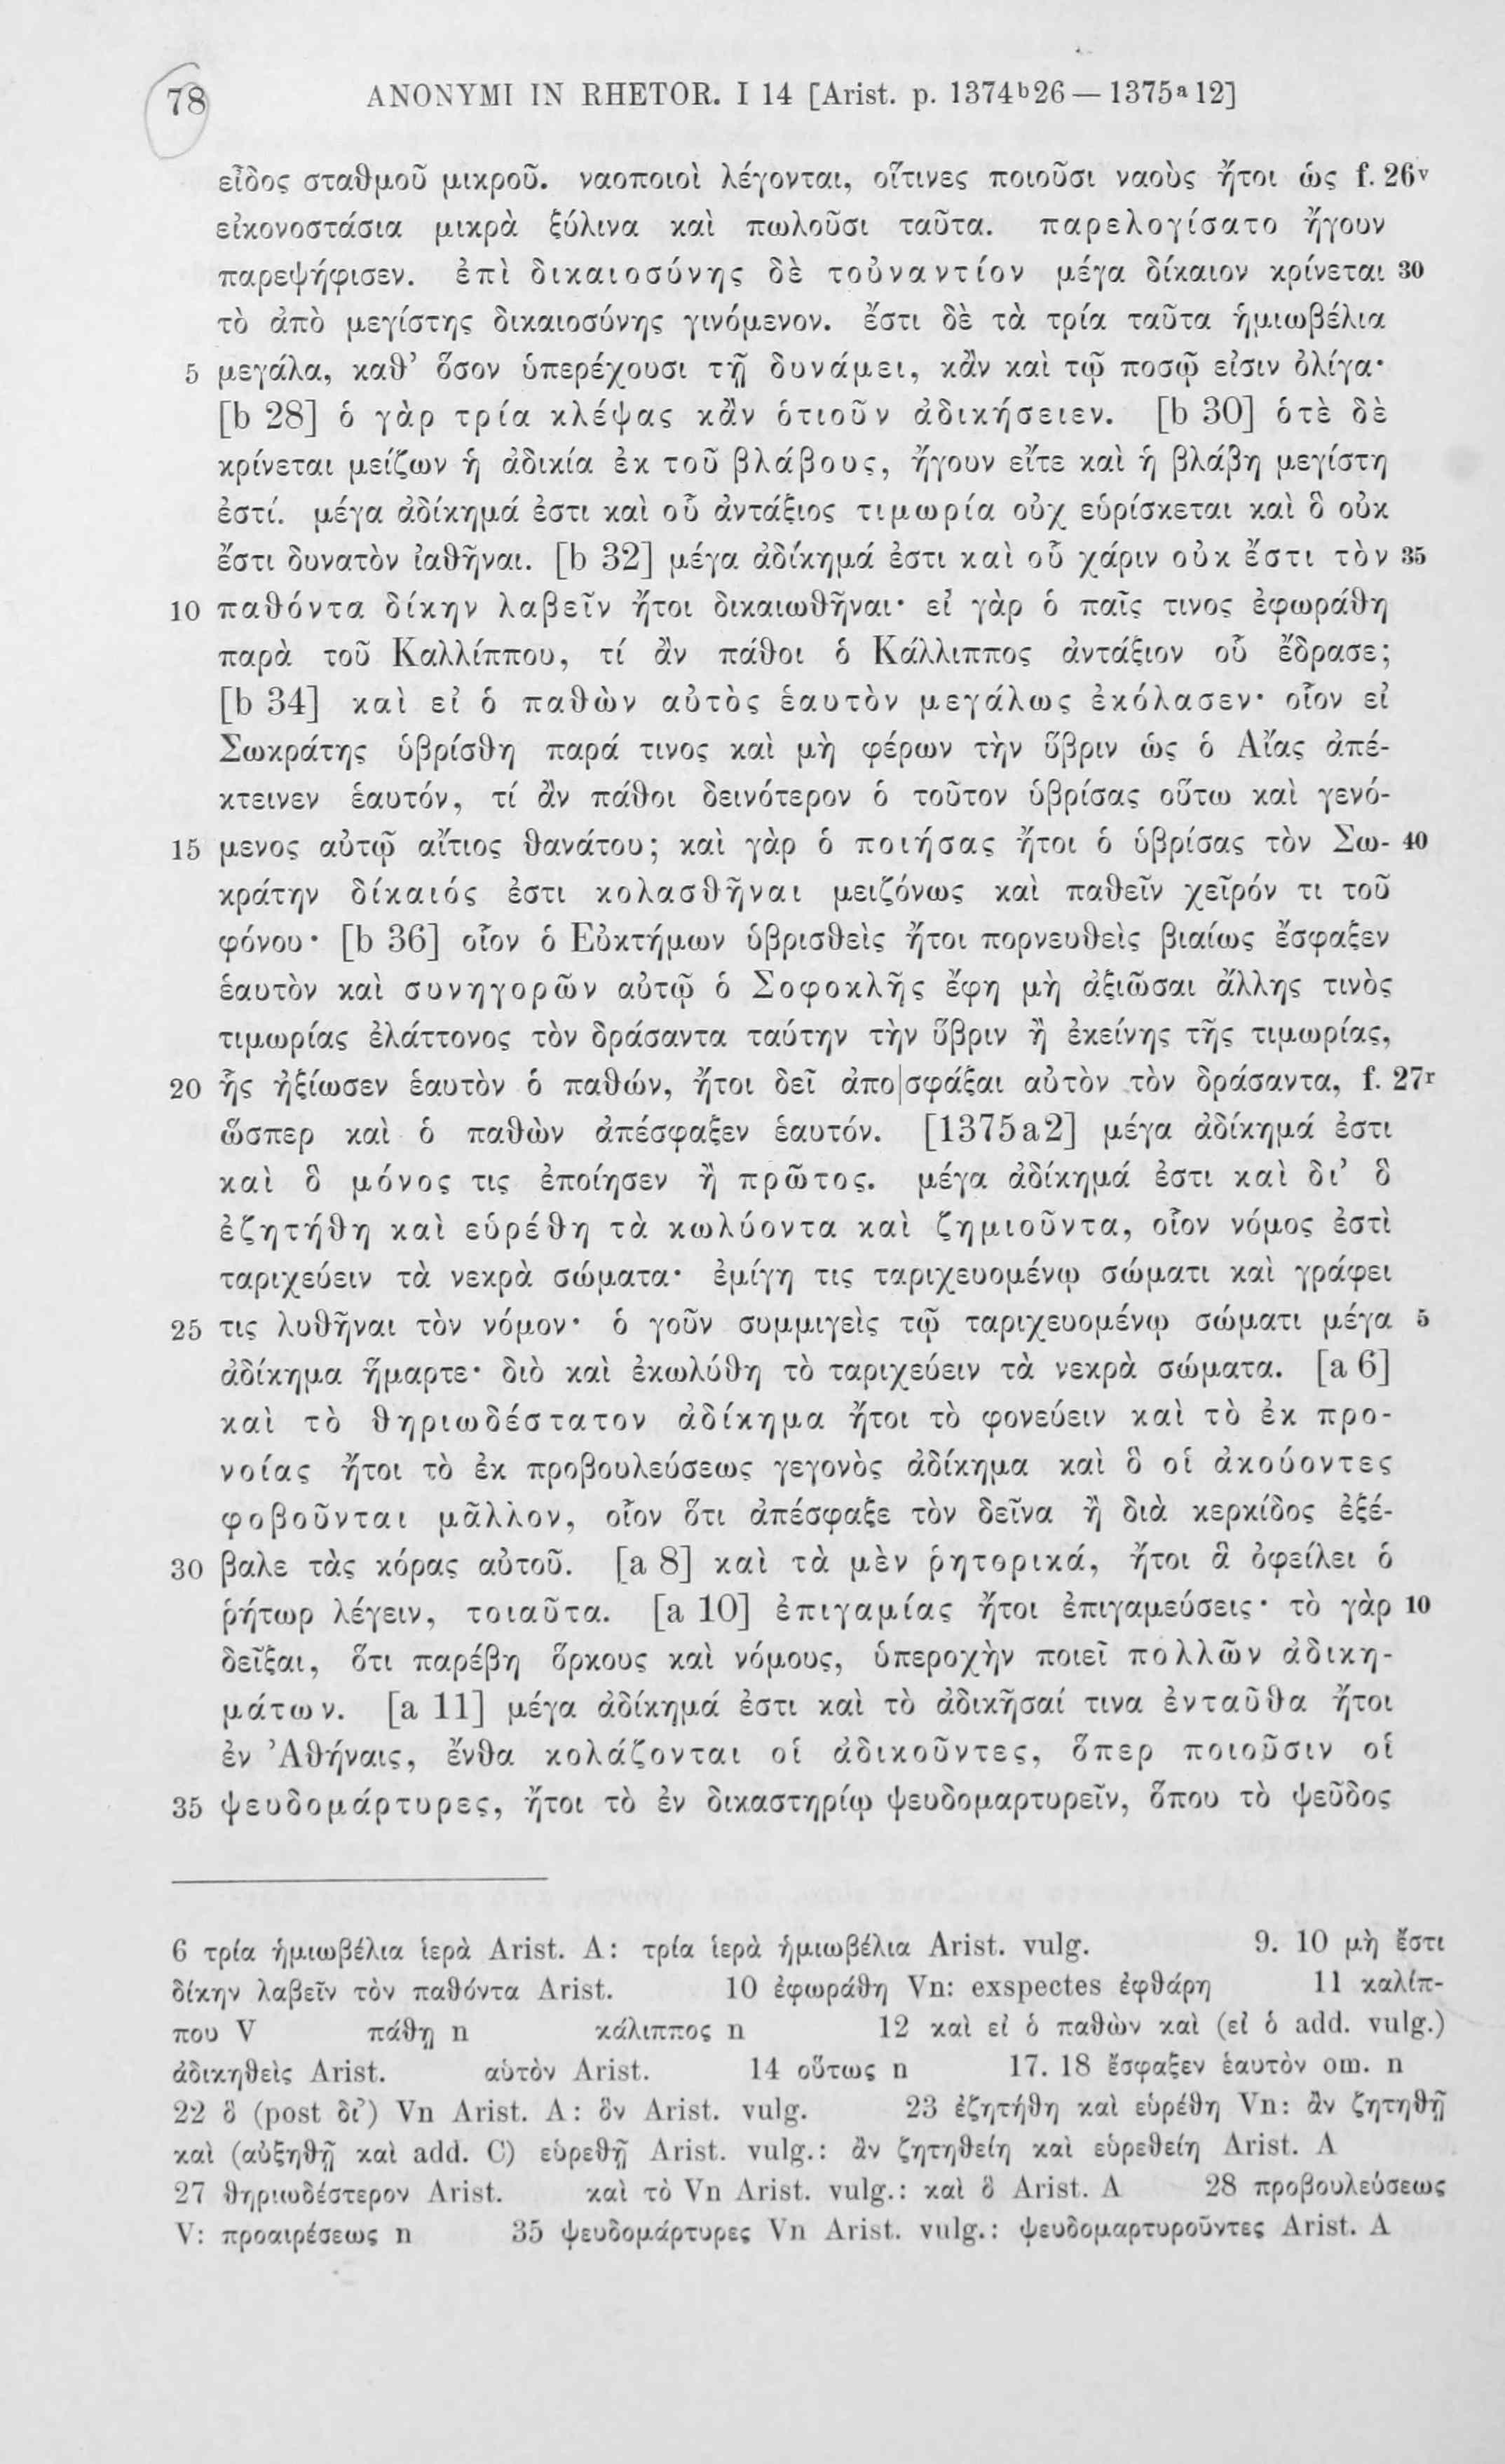 78 ANONYMI IN RHETOR. I 14 [Arist. p. 1374ᵇ26 — 1375ᵃ12]
εἶδος σταθμοῦ μικροῦ. ναοποιοὶ λέγονται, οἵτινες ποιοῦσι ναοὺς ἤτοι ὡς f. 26ᵛ
εἰκονοστάσια μικρὰ ξύλινα καὶ πωλοῦσι ταῦτα. παρελογίσατο ἤγουν
παρεψήφισεν. ἐπὶ δικαιοσύνης δὲ τοὐναντίον μέγα δίκαιον κρίνεται 30
τὸ ἀπὸ μεγίστης δικαιοσύνης γινόμενον. ἔστι δὲ τὰ τρία ταῦτα ἡμιωβέλια
5 μεγάλα, καθ’ ὅσον ὑπερέχουσι τῇ δυνάμει, κἂν καὶ τῷ ποσῷ εἰσιν ὀλίγα·
[b 28] ὁ γὰρ τρία κλέψας κἂν ὁτιοῦν ἀδικήσειεν. [b 30] ὁτὲ δὲ
κρίνεται μείζων ἡ ἀδικία ἐκ τοῦ βλάβους, ἤγουν εἴτε καὶ ἡ βλάβη μεγίστη
ἐστί. μέγα ἀδίκημά ἐστι καὶ οὗ ἀντάξιος τιμωρία οὐχ εὑρίσκεται καὶ ὃ οὐκ
ἔστι δυνατὸν ἰαθῆναι. [b 32] μέγα ἀδίκημά ἐστι καὶ οὗ χάριν οὐκ ἔστι τὸν 35
10 παθόντα δίκην λαβεῖν ἤτοι δικαιωθῆναι· εἰ γὰρ ὁ παῖς τινος ἐφωράθη
παρὰ τοῦ Καλλίππου, τί ἂν πάθοι ὁ Κάλλιππος ἀντάξιον οὗ ἔδρασε;
[b 34] καὶ εἰ ὁ παθὼν αὐτὸς ἑαυτὸν μεγάλως ἐκόλασεν· οἷον εἰ
Σωκράτης ὑβρίσθη παρά τινος καὶ μὴ φέρων τὴν ὕβριν ὡς ὁ Αἴας ἀπέ-
κτεινεν ἑαυτόν, τί ἂν πάθοι δεινότερον ὁ τοῦτον ὑβρίσας οὕτω καὶ γενό-
15 μενος αὐτῷ αἴτιος θανάτου; καὶ γὰρ ὁ ποιήσας ἤτοι ὁ ὑβρίσας τὸν Σω- 40
κράτην δίκαιός ἐστι κολασθῆναι μειζόνως καὶ παθεῖν χεῖρόν τι τοῦ
φόνου· [b 36] οἷον ὁ Εὐκτήμων ὑβρισθεὶς ἤτοι πορνευθεὶς βιαίως ἔσφαξεν
ἑαυτὸν καὶ συνηγορῶν αὐτῷ ὁ Σοφοκλῆς ἔφη μὴ ἀξιῶσαι ἄλλης τινὸς
τιμωρίας ἐλάττονος τὸν δράσαντα ταύτην τὴν ὕβριν ἢ ἐκείνης τῆς τιμωρίας,
20 ἧς ἠξίωσεν ἑαυτὸν ὁ παθών, ἤτοι δεῖ ἀπο|σφάξαι αὐτὸν τὸν δράσαντα, f. 27ʳ
ὥσπερ καὶ ὁ παθὼν ἀπέσφαξεν ἑαυτόν. [1375a2] μέγα ἀδίκημά ἐστι
καὶ ὃ μόνος τις ἐποίησεν ἢ πρῶτος. μέγα ἀδίκημά ἐστι καὶ δι’ ὃ
ἐζητήθη καὶ εὑρέθη τὰ κωλύοντα καὶ ζημιοῦντα, οἷον νόμος ἐστὶ
ταριχεύειν τὰ νεκρὰ σώματα· ἐμίγη τις ταριχευομένῳ σώματι καὶ γράφει
25 τις λυθῆναι τὸν νόμον· ὁ γοῦν συμμιγεὶς τῷ ταριχευομένῳ σώματι μέγα 5
ἀδίκημα ἥμαρτε· διὸ καὶ ἐκωλύθη τὸ ταριχεύειν τὰ νεκρὰ σώματα. [a 6]
καὶ τὸ θηριωδέστατον ἀδίκημα ἤτοι τὸ φονεύειν καὶ τὸ ἐκ προ-
νοίας ἤτοι τὸ ἐκ προβουλεύσεως γεγονὸς ἀδίκημα καὶ ὃ οἱ ἀκούοντες
φοβοῦνται μᾶλλον, οἷον ὅτι ἀπέσφαξε τὸν δεῖνα ἢ διὰ κερκίδος ἐξέ-
30 βαλε τὰς κόρας αὐτοῦ. [a 8] καὶ τὰ μὲν ῥητορικά, ἤτοι ἃ ὀφείλει ὁ
ῥήτωρ λέγειν, τοιαῦτα. [a 10] ἐπιγαμίας ἤτοι ἐπιγαμεύσεις· τὸ γὰρ 10
δεῖξαι, ὅτι παρέβη ὅρκους καὶ νόμους, ὑπεροχὴν ποιεῖ πολλῶν ἀδικη-
μάτων. [a 11] μέγα ἀδίκημά ἐστι καὶ τὸ ἀδικῆσαί τινα ἐνταῦθα ἤτοι
ἐν Ἀθήναις, ἔνθα κολάζονται οἱ ἀδικοῦντες, ὅπερ ποιοῦσιν οἱ
35 ψευδομάρτυρες, ἤτοι τὸ ἐν δικαστηρίῳ ψευδομαρτυρεῖν, ὅπου τὸ ψεῦδος
6 τρία ἡμιωβέλια ἱερὰ Arist. A: τρία ἱερὰ ἡμιωβέλια Arist. vulg. 9. 10 μὴ ἔστι
δίκην λαβεῖν τὸν παθόντα Arist. 10 ἐφωράθη Vn: exspectes ἐφθάρη 11 καλίπ-
που V πάθῃ n κάλιππος n 12 καὶ εἰ ὁ παθὼν καὶ (εἰ ὁ add. vulg.)
ἀδικηθεὶς Arist. αὑτὸν Arist. 14 οὕτως n 17. 18 ἔσφαξεν ἑαυτὸν om. n
22 ὃ (post δι’) Vn Arist. A: ὃν Arist. vulg. 23 ἐζητήθη καὶ εὑρέθη Vn: ἂν ζητηθῇ
καὶ (αὐξηθῇ καὶ add. C) εὑρεθῇ Arist. vulg.: ἂν ζητηθείη καὶ εὑρεθείη Arist. A
27 θηριωδέστερον Arist. καὶ τὸ Vn Arist. vulg.: καὶ ὃ Arist. A 28 προβουλεύσεως
V: προαιρέσεως n 35 ψευδομάρτυρες Vn Arist. vulg.: ψευδομαρτυροῦντες Arist. A